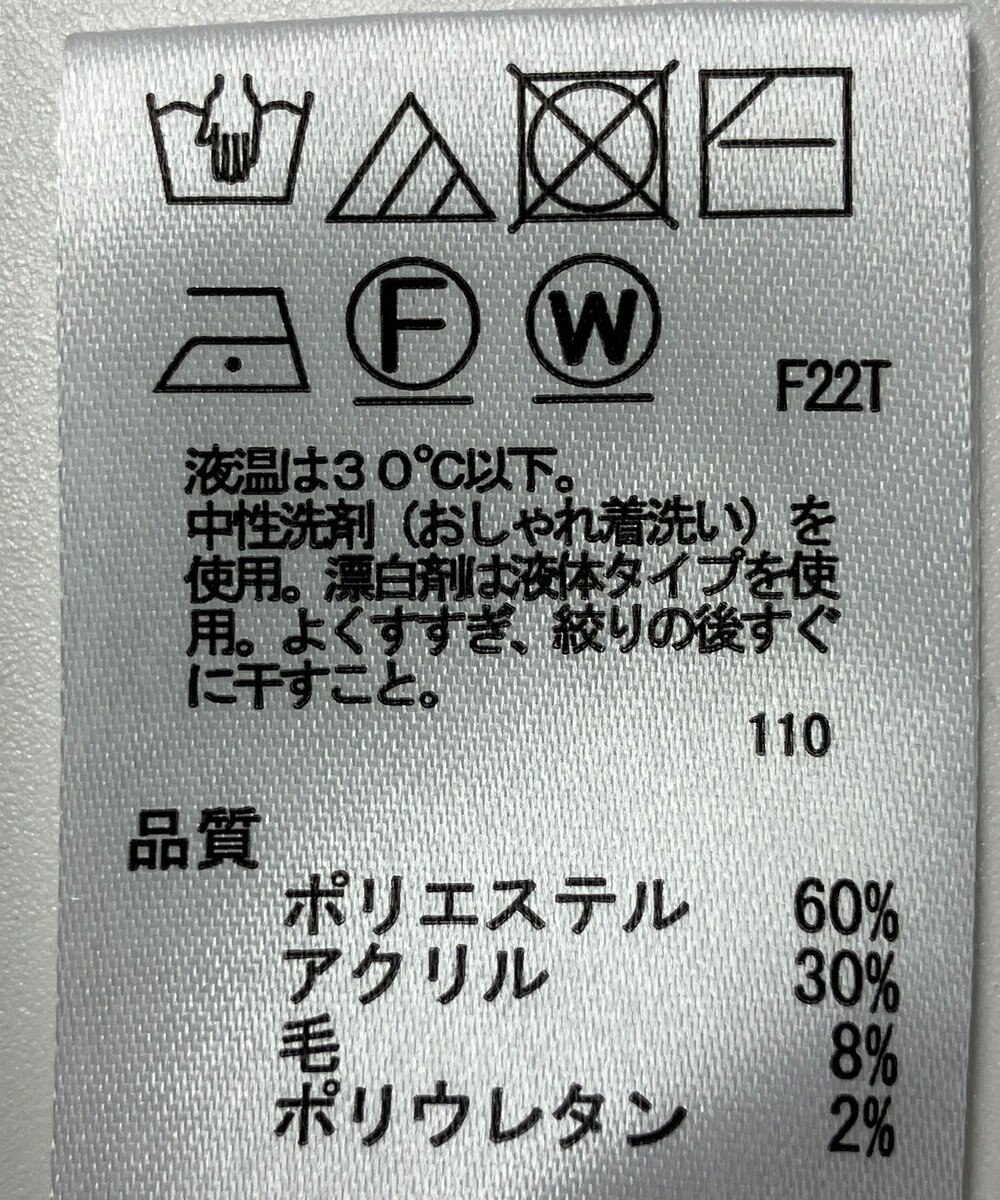 F
W
F22T
液温は30℃以下。
中性洗剤(おしゃれ着洗い)を
使用。漂白剤は液体タイプを使
用。よくすすぎ、絞りの後すぐ
に干すこと。
110
品質
ポリエステル 60%
アクリル 30%
毛 8%
ポリウレタン 2%